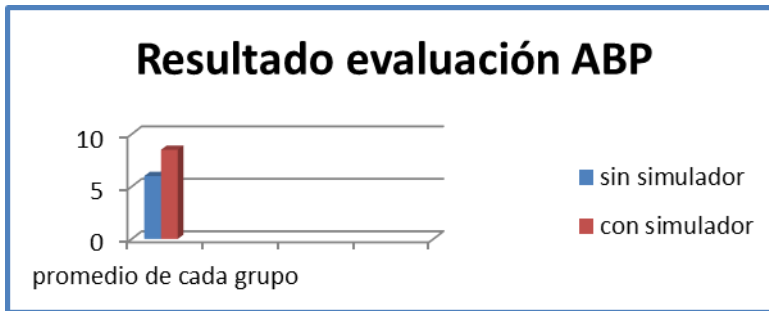 Resultado evaluación ABP
10
5
0
promedio de cada grupo
sin simulador
con simulador